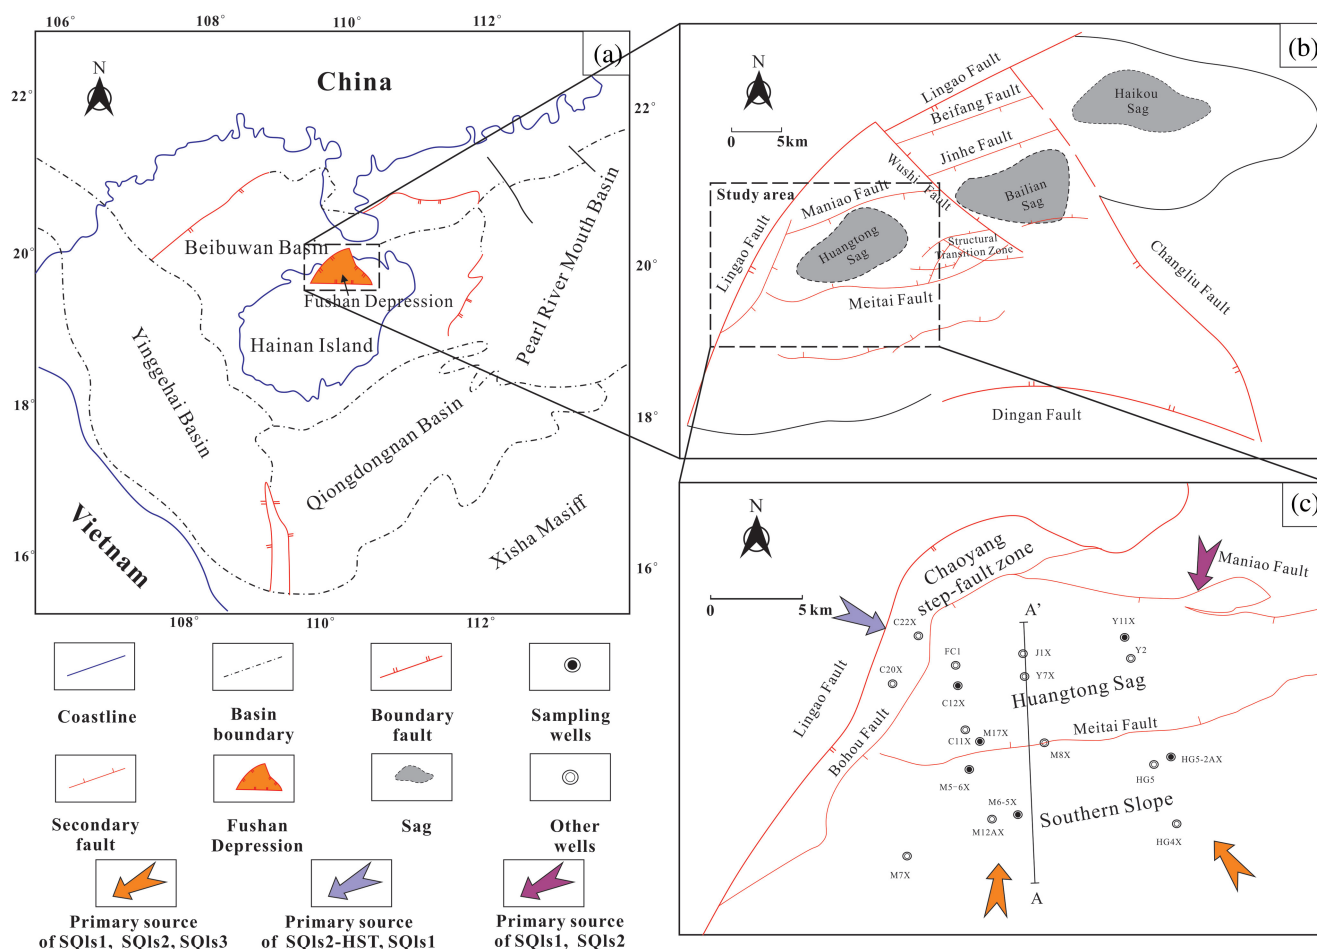 106°
108°
110°
112°
(a)
N
China
22°
22°
20°
20°
18°
18°
16°
16°
Beibuwan Basin
Fushan Depression
Hainan Island
Pearl River Mouth Basin
Yinggehai Basin
Qiongdongnan Basin
Xisha Masiff
Vietnam
108°
110°
112°
(b)
N
0 5km
Lingao Fault
Beifang Fault
Jinhe Fault
Wushi Fault
Haikou
Sag
Bailian
Sag
Study area
Maniao Fault
Huangtong
Sag
Structural
Transition Zone
Lingao Fault
Meitai Fault
Changliu Fault
Dingan Fault
(c)
N
0 5 km
Chaoyang
step-fault zone
Maniao Fault
A'
C22X
Y11X
FC1
J1X
Y2
C20X
Y7X
C12X
Huangtong Sag
Lingao Fault
Bohou Fault
C11X
M17X
Meitai Fault
M8X
HG5-2AX
HG5
M5-6X
M6-5X
Southern Slope
M12AX
HG4X
M7X
A
Coastline
Basin
boundary
Boundary
fault
Sampling
wells
Secondary
fault
Fushan
Depression
Sag
Other
wells
Primary source
of SQls1, SQls2, SQls3
Primary source
of SQls2-HST, SQls1
Primary source
of SQls1, SQls2